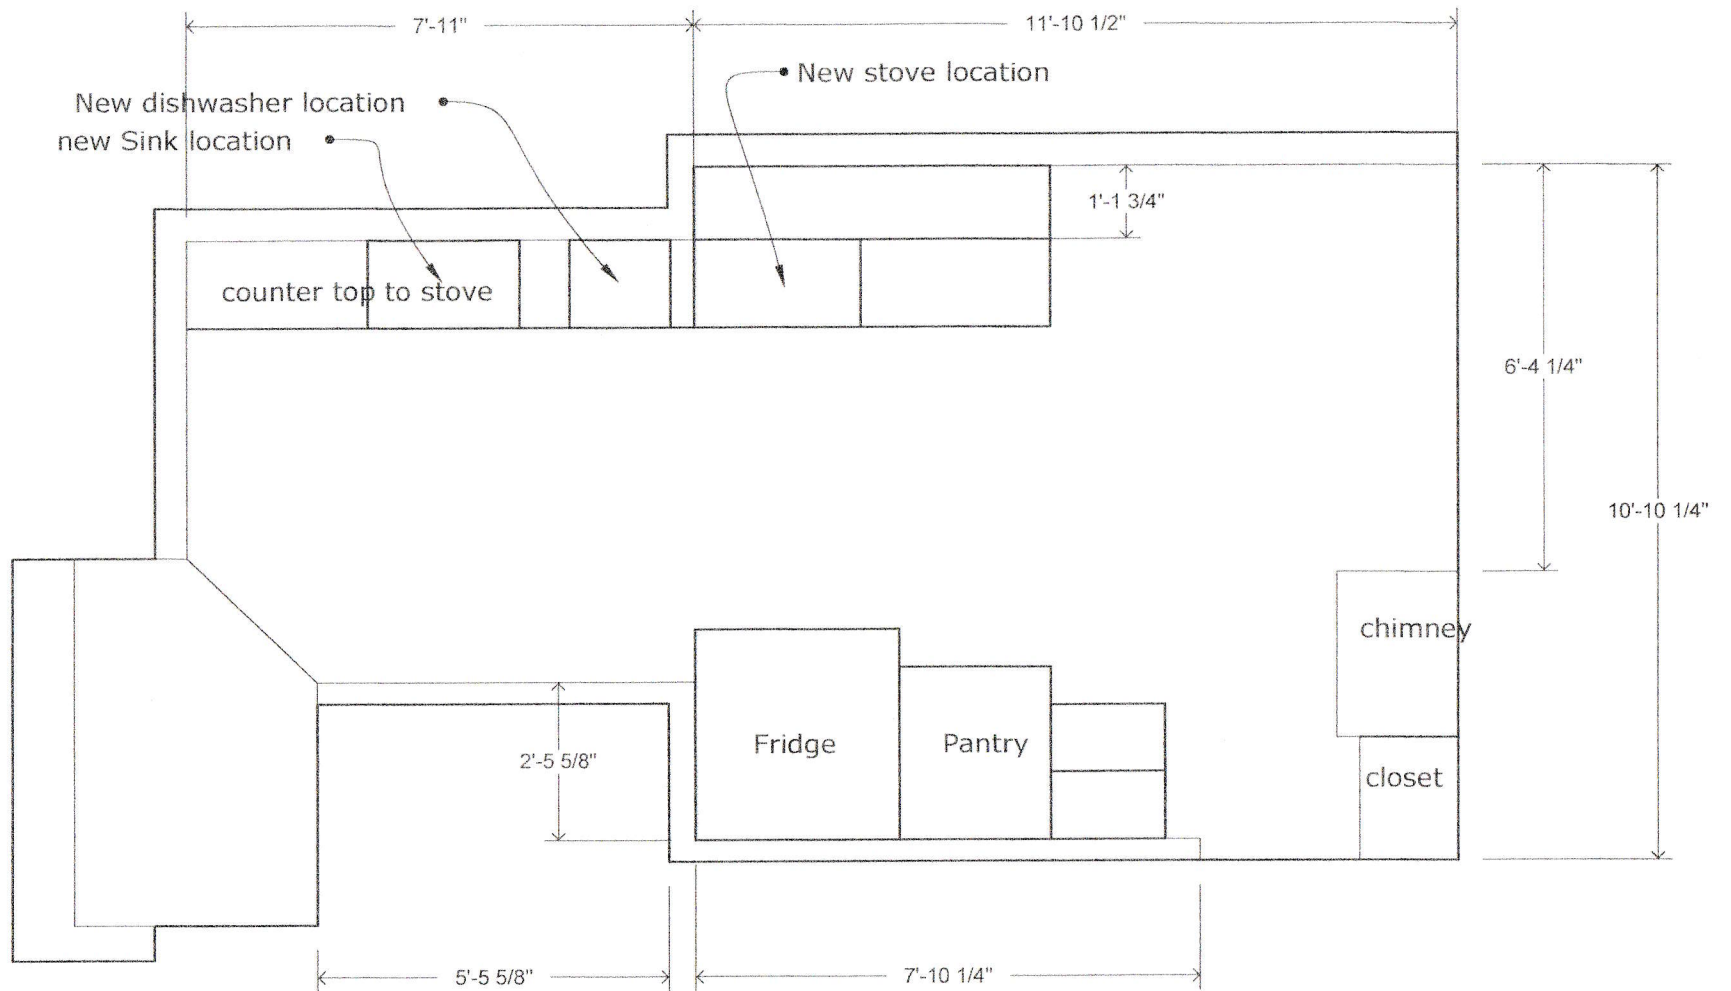 7'-11"
11'-10 1/2"
New stove location
New dishwasher location
new Sink location
1'-1 3/4"
counter top to stove
6'-4 1/4"
10'-10 1/4"
chimney
Fridge
Pantry
2'-5 5/8"
closet
5'-5 5/8"
7'-10 1/4"